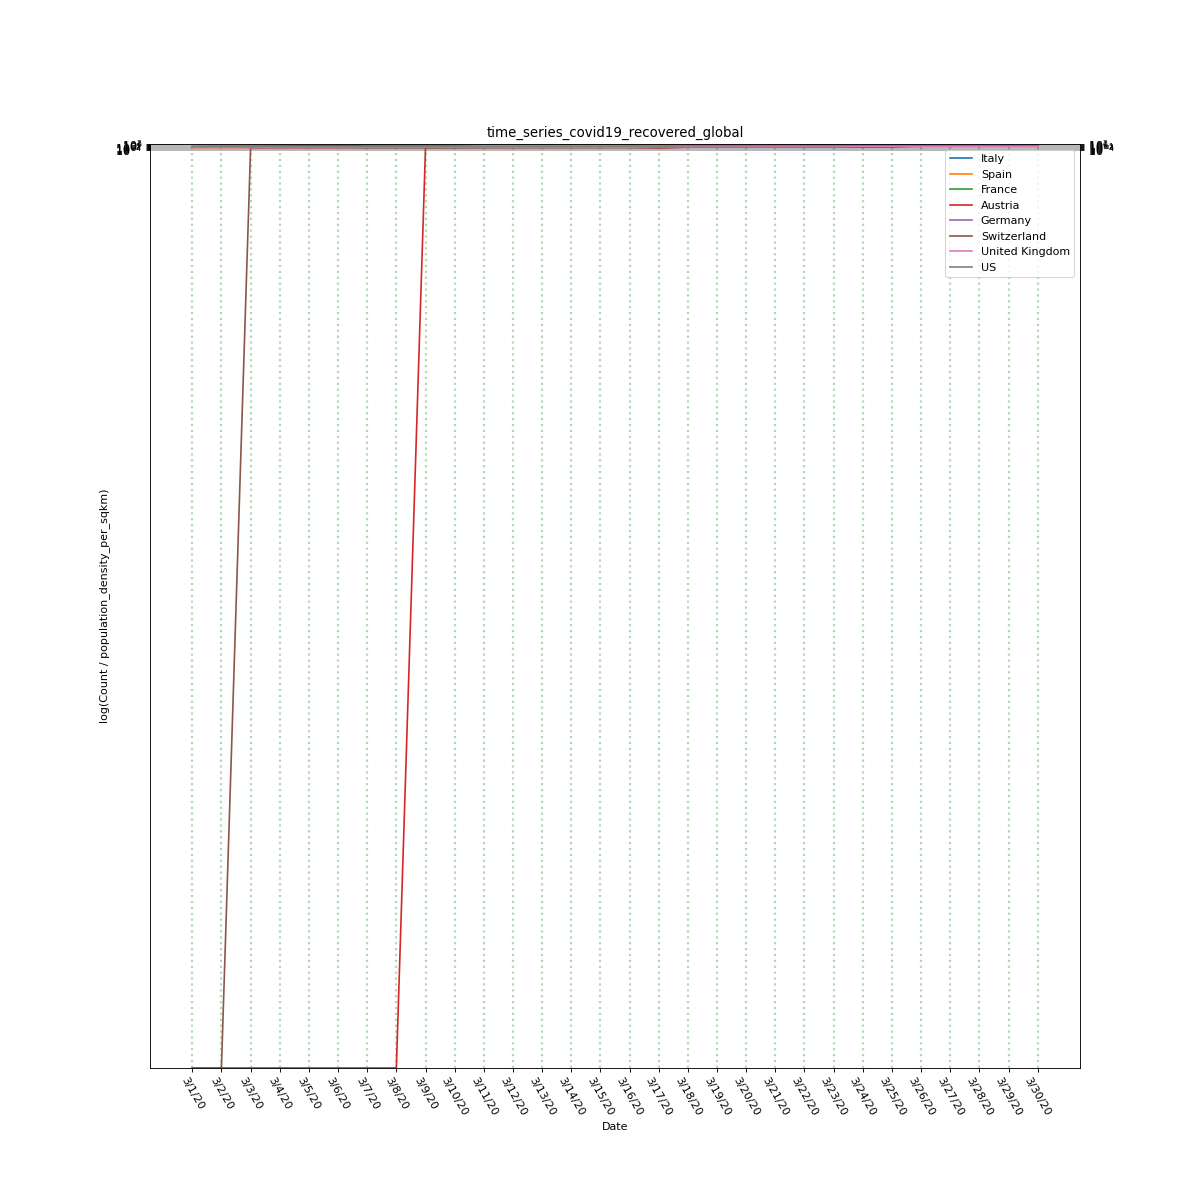 time_series_covid19_recovered_global
Italy
Spain
France
Austria
Germany
Switzerland
United Kingdom
US
log(Count / population_density_per_sqkm)
3/1/20
3/2/20
3/3/20
3/4/20
3/5/20
3/6/20
3/7/20
3/8/20
3/9/20
3/10/20
3/11/20
3/12/20
3/13/20
3/14/20
3/15/20
3/16/20
3/17/20
3/18/20
3/19/20
3/20/20
3/21/20
3/22/20
3/23/20
3/24/20
3/25/20
3/26/20
3/27/20
3/28/20
3/29/20
3/30/20
Date